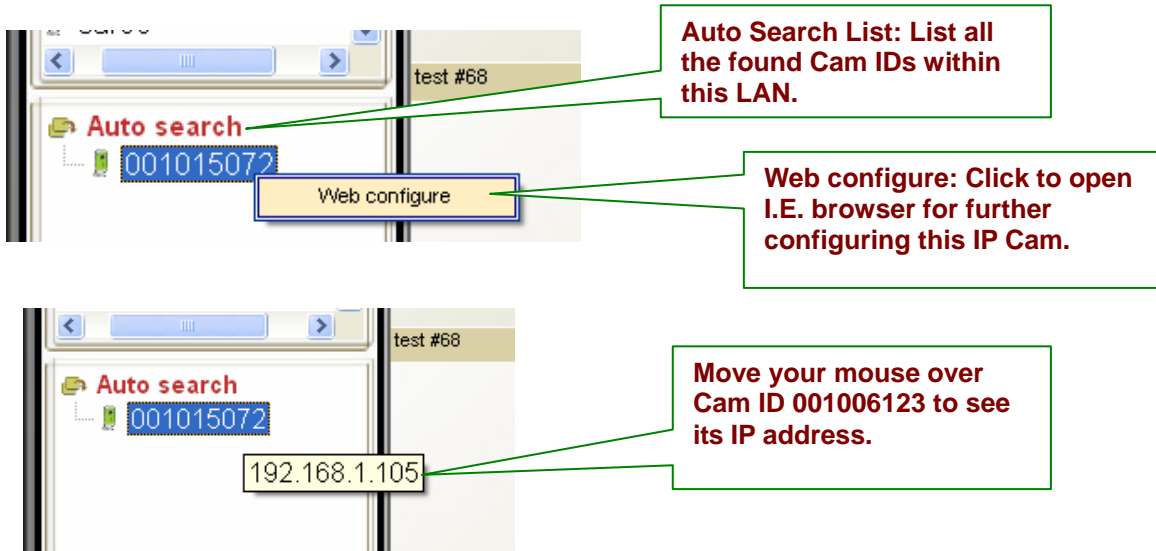 Auto Search List: List all
the found Cam IDs within
this LAN.
test #68
Auto search
001015072
Web configure
Web configure: Click to open
I.E. browser for further
configuring this IP Cam.
test #68
Auto search
001015072
192.168.1.105
Move your mouse over
Cam ID 001006123 to see
its IP address.